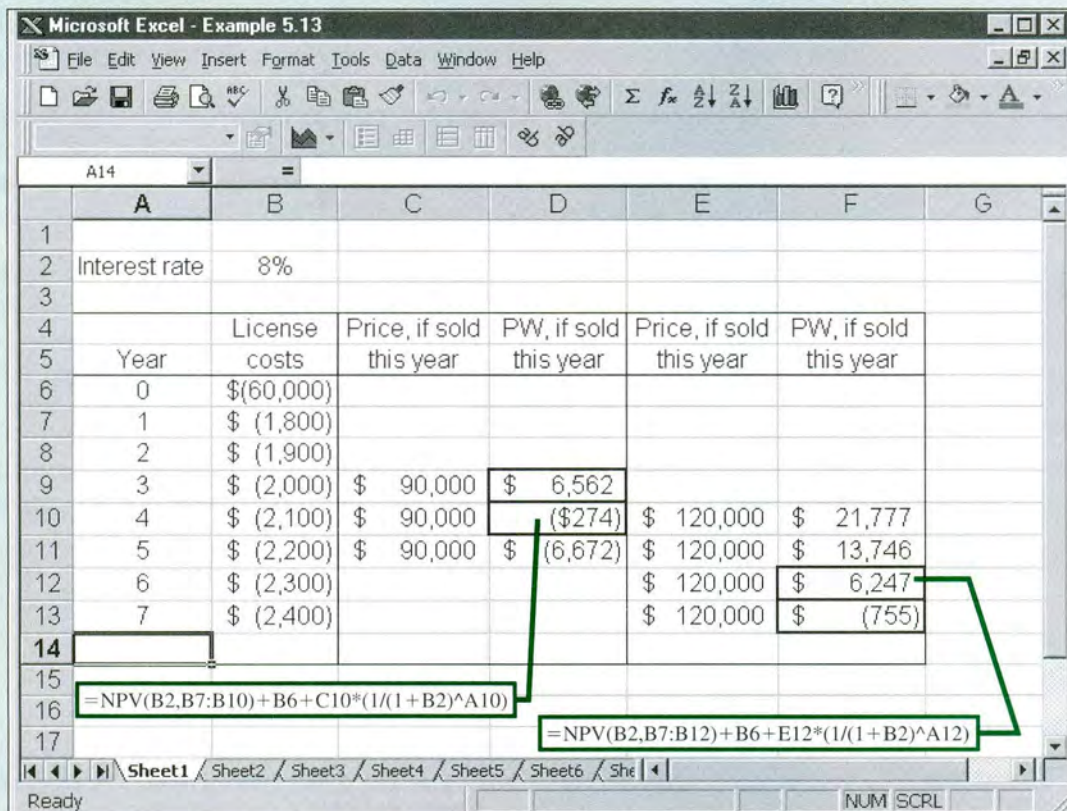 Microsoft Excel - Example 5.13
File Edit View Insert Format Tools Data Window Help
A14 =
A B C D E F G
1
2 Interest rate 8%
3
4 License Price, if sold PW, if sold Price, if sold PW, if sold
5 Year costs this year this year this year this year
6 0 $(60,000)
7 1 $ (1,800)
8 2 $ (1,900)
9 3 $ (2,000) $ 90,000 $ 6,562
10 4 $ (2,100) $ 90,000 ($274) $ 120,000 $ 21,777
11 5 $ (2,200) $ 90,000 $ (6,672) $ 120,000 $ 13,746
12 6 $ (2,300) $ 120,000 $ 6,247
13 7 $ (2,400) $ 120,000 $ (755)
14
15
=NPV(B2,B7:B10)+B6+C10*(1/(1+B2)^A10)
16
=NPV(B2,B7:B12)+B6+E12*(1/(1+B2)^A12)
17
Sheet1 Sheet2 Sheet3 Sheet4 Sheet5 Sheet6 She
Ready NUM SCRL